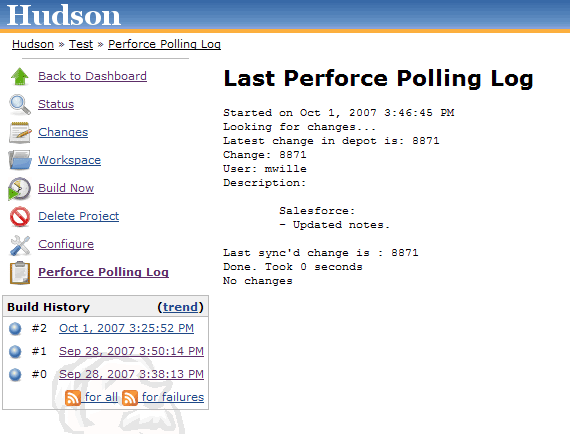 Hudson
Hudson » Test » Perforce Polling Log
Back to Dashboard
Status
Changes
Workspace
Build Now
Delete Project
Configure
Perforce Polling Log
Build History (trend)
#2 Oct 1, 2007 3:25:52 PM
#1 Sep 28, 2007 3:50:14 PM
#0 Sep 28, 2007 3:38:13 PM
for all for failures
Last Perforce Polling Log
Started on Oct 1, 2007 3:46:45 PM
Looking for changes...
Latest change in depot is: 8871
Change: 8871
User: mwille
Description:
Salesforce:
- Updated notes.
Last sync'd change is : 8871
Done. Took 0 seconds
No changes